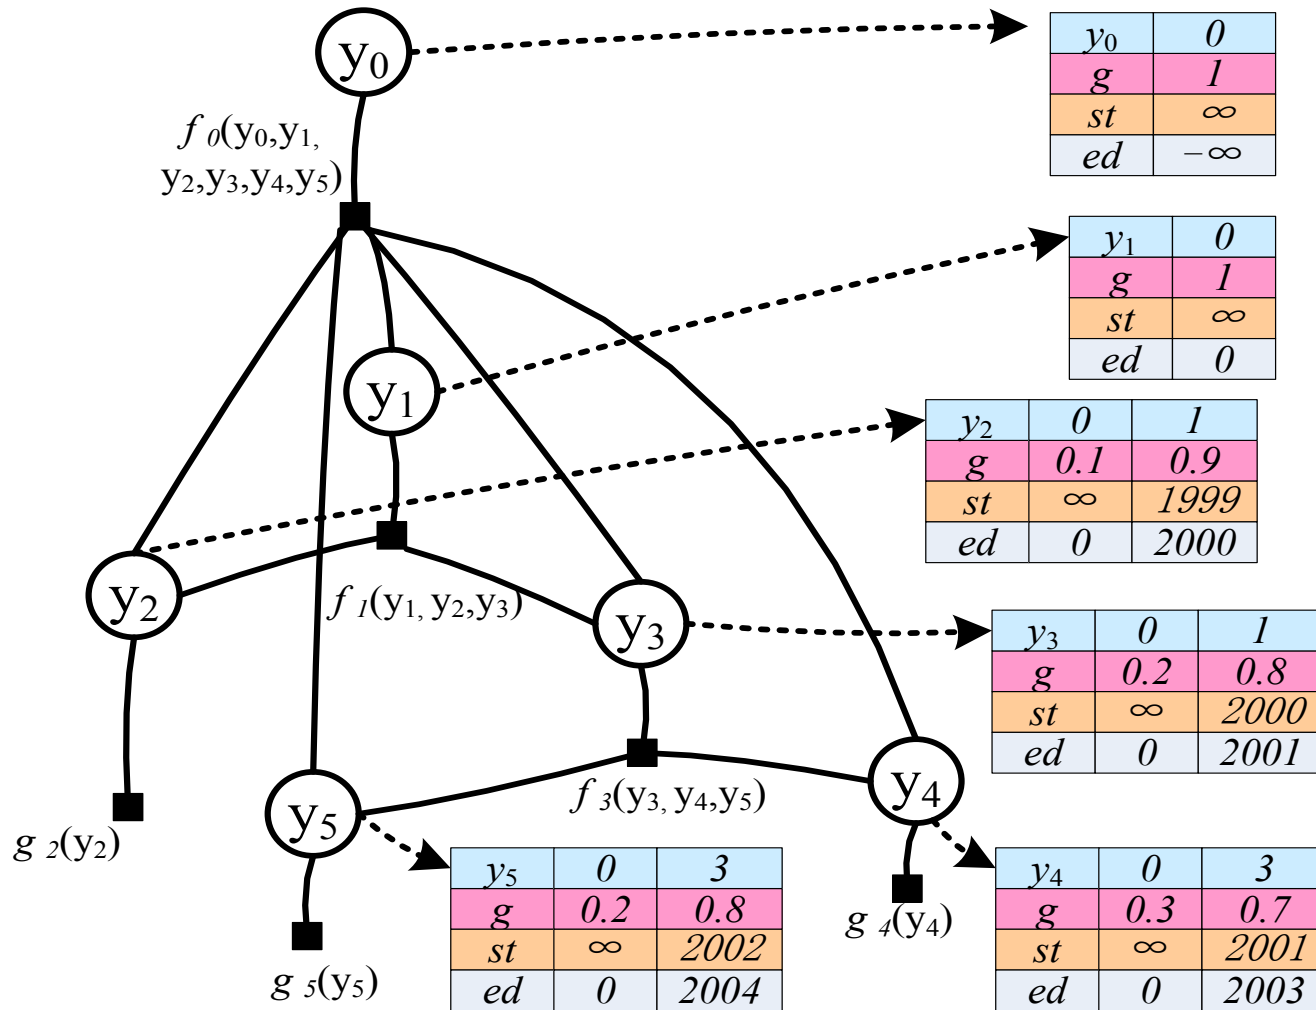 y0
f 0(y0,y1,
y2,y3,y4,y5)
y0 0
g 1
st ∞
ed −∞
y1 0
g 1
st ∞
ed 0
y1
y2 0 1
g 0.1 0.9
st ∞ 1999
ed 0 2000
y2
f 1(y1, y2,y3)
y3
y3 0 1
g 0.2 0.8
st ∞ 2000
ed 0 2001
y5
f 3(y3, y4,y5)
y4
g 2(y2)
y5 0 3
g 0.2 0.8
st ∞ 2002
ed 0 2004
g 5(y5)
g 4(y4)
y4 0 3
g 0.3 0.7
st ∞ 2001
ed 0 2003